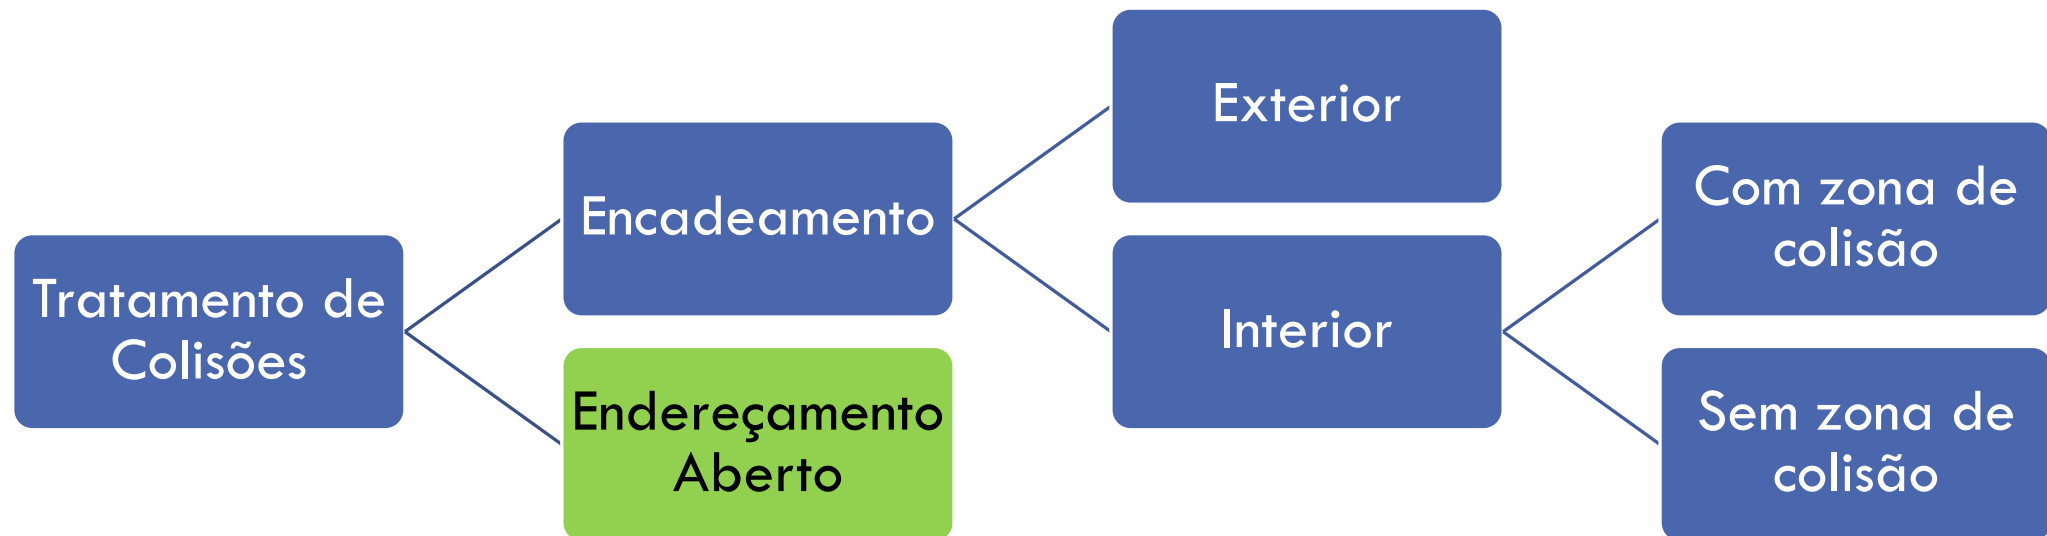 Tratamento de
Colisões
Encadeamento
Endereçamento
Aberto
Exterior
Interior
Com zona de
colisão
Sem zona de
colisão